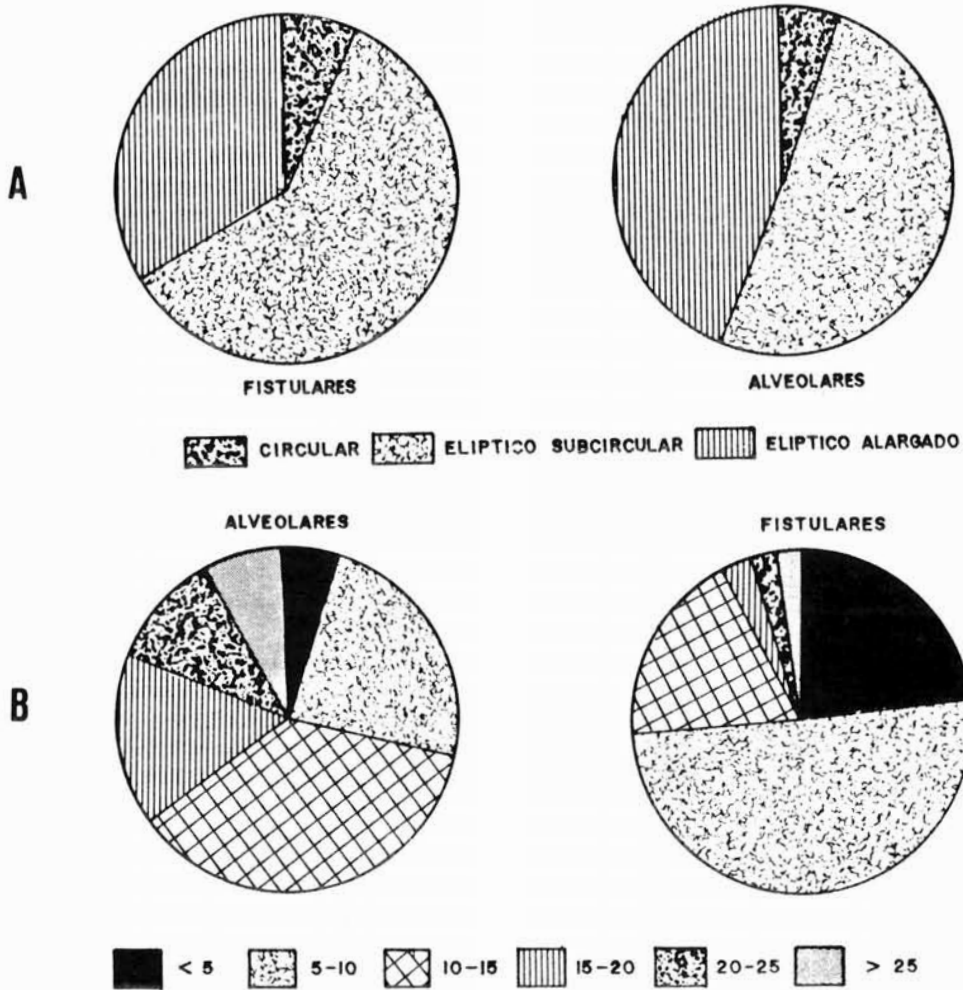 A
FISTULARES
ALVEOLARES
CIRCULAR ELIPTICO SUBCIRCULAR ELIPTICO ALARGADO
ALVEOLARES
FISTULARES
B
< 5 5-10 10-15 15-20 20-25 > 25